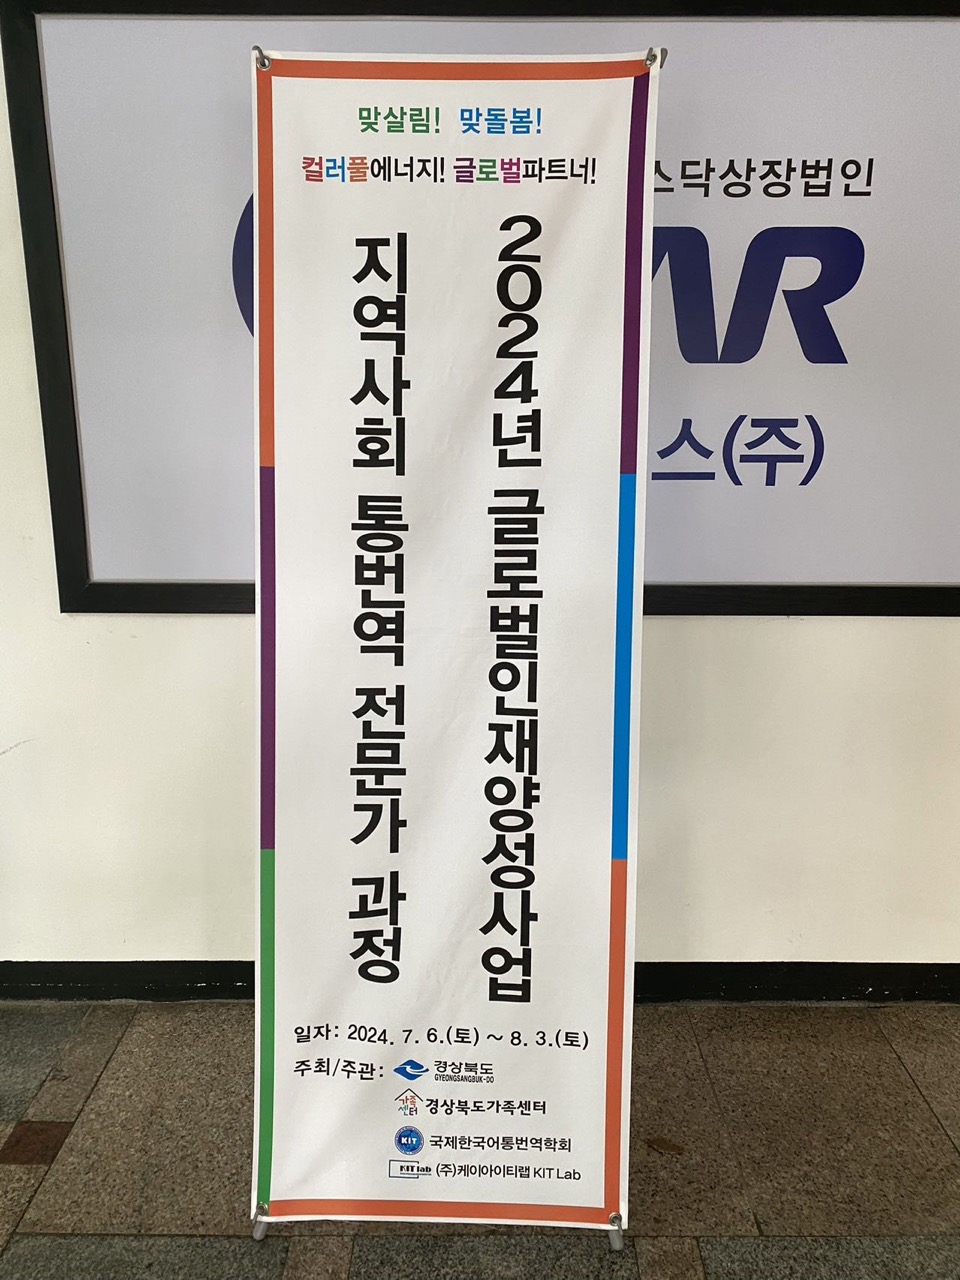 맞살림! 맞돌봄!
컬러풀에너지! 글로벌파트너!
2024년 글로벌인재양성사업
지역사회 통번역 전문가 과정
일자: 2024. 7. 6.(토) ~ 8. 3.(토)
주최/주관: 경상북도
GYEONGSANGBUK-DO
가족센터 경상북도가족센터
KIT 국제한국어통번역학회
KIT lab (주)케이아이티랩 KIT Lab
스닥상장법인
AR
스(주)